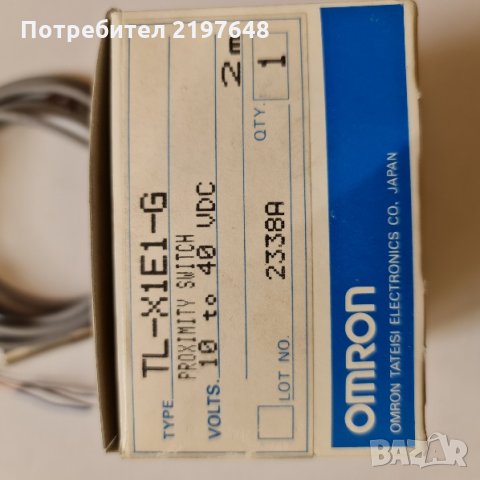 Потребител 2197648
TYPE TL-X1E1-G
PROXIMITY SWITCH
VOLTS. 10 to 40 VDC
2m
LOT NO. 2338A
QTY. 1
OMRON
OMRON TATEISI ELECTRONICS CO. JAPAN
BAZAR